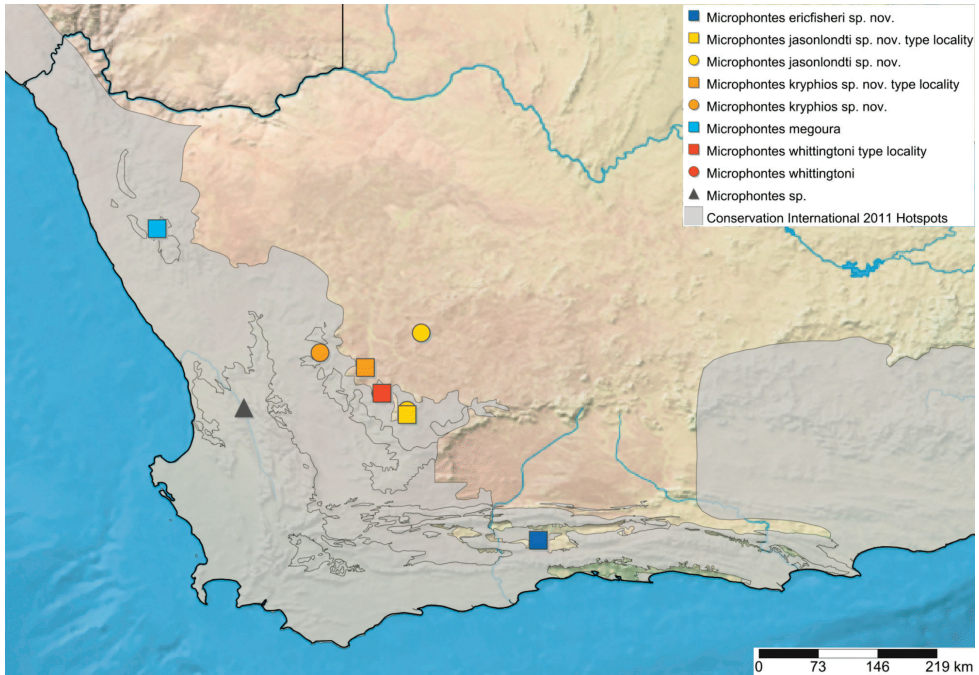 Microphontes ericfisheri sp. nov.
Microphontes jasonlondti sp. nov. type locality
Microphontes jasonlondti sp. nov.
Microphontes kryphios sp. nov. type locality
Microphontes kryphios sp. nov.
Microphontes megoura
Microphontes whittingtoni type locality
Microphontes whittingtoni
Microphontes sp.
Conservation International 2011 Hotspots
0 73 146 219 km